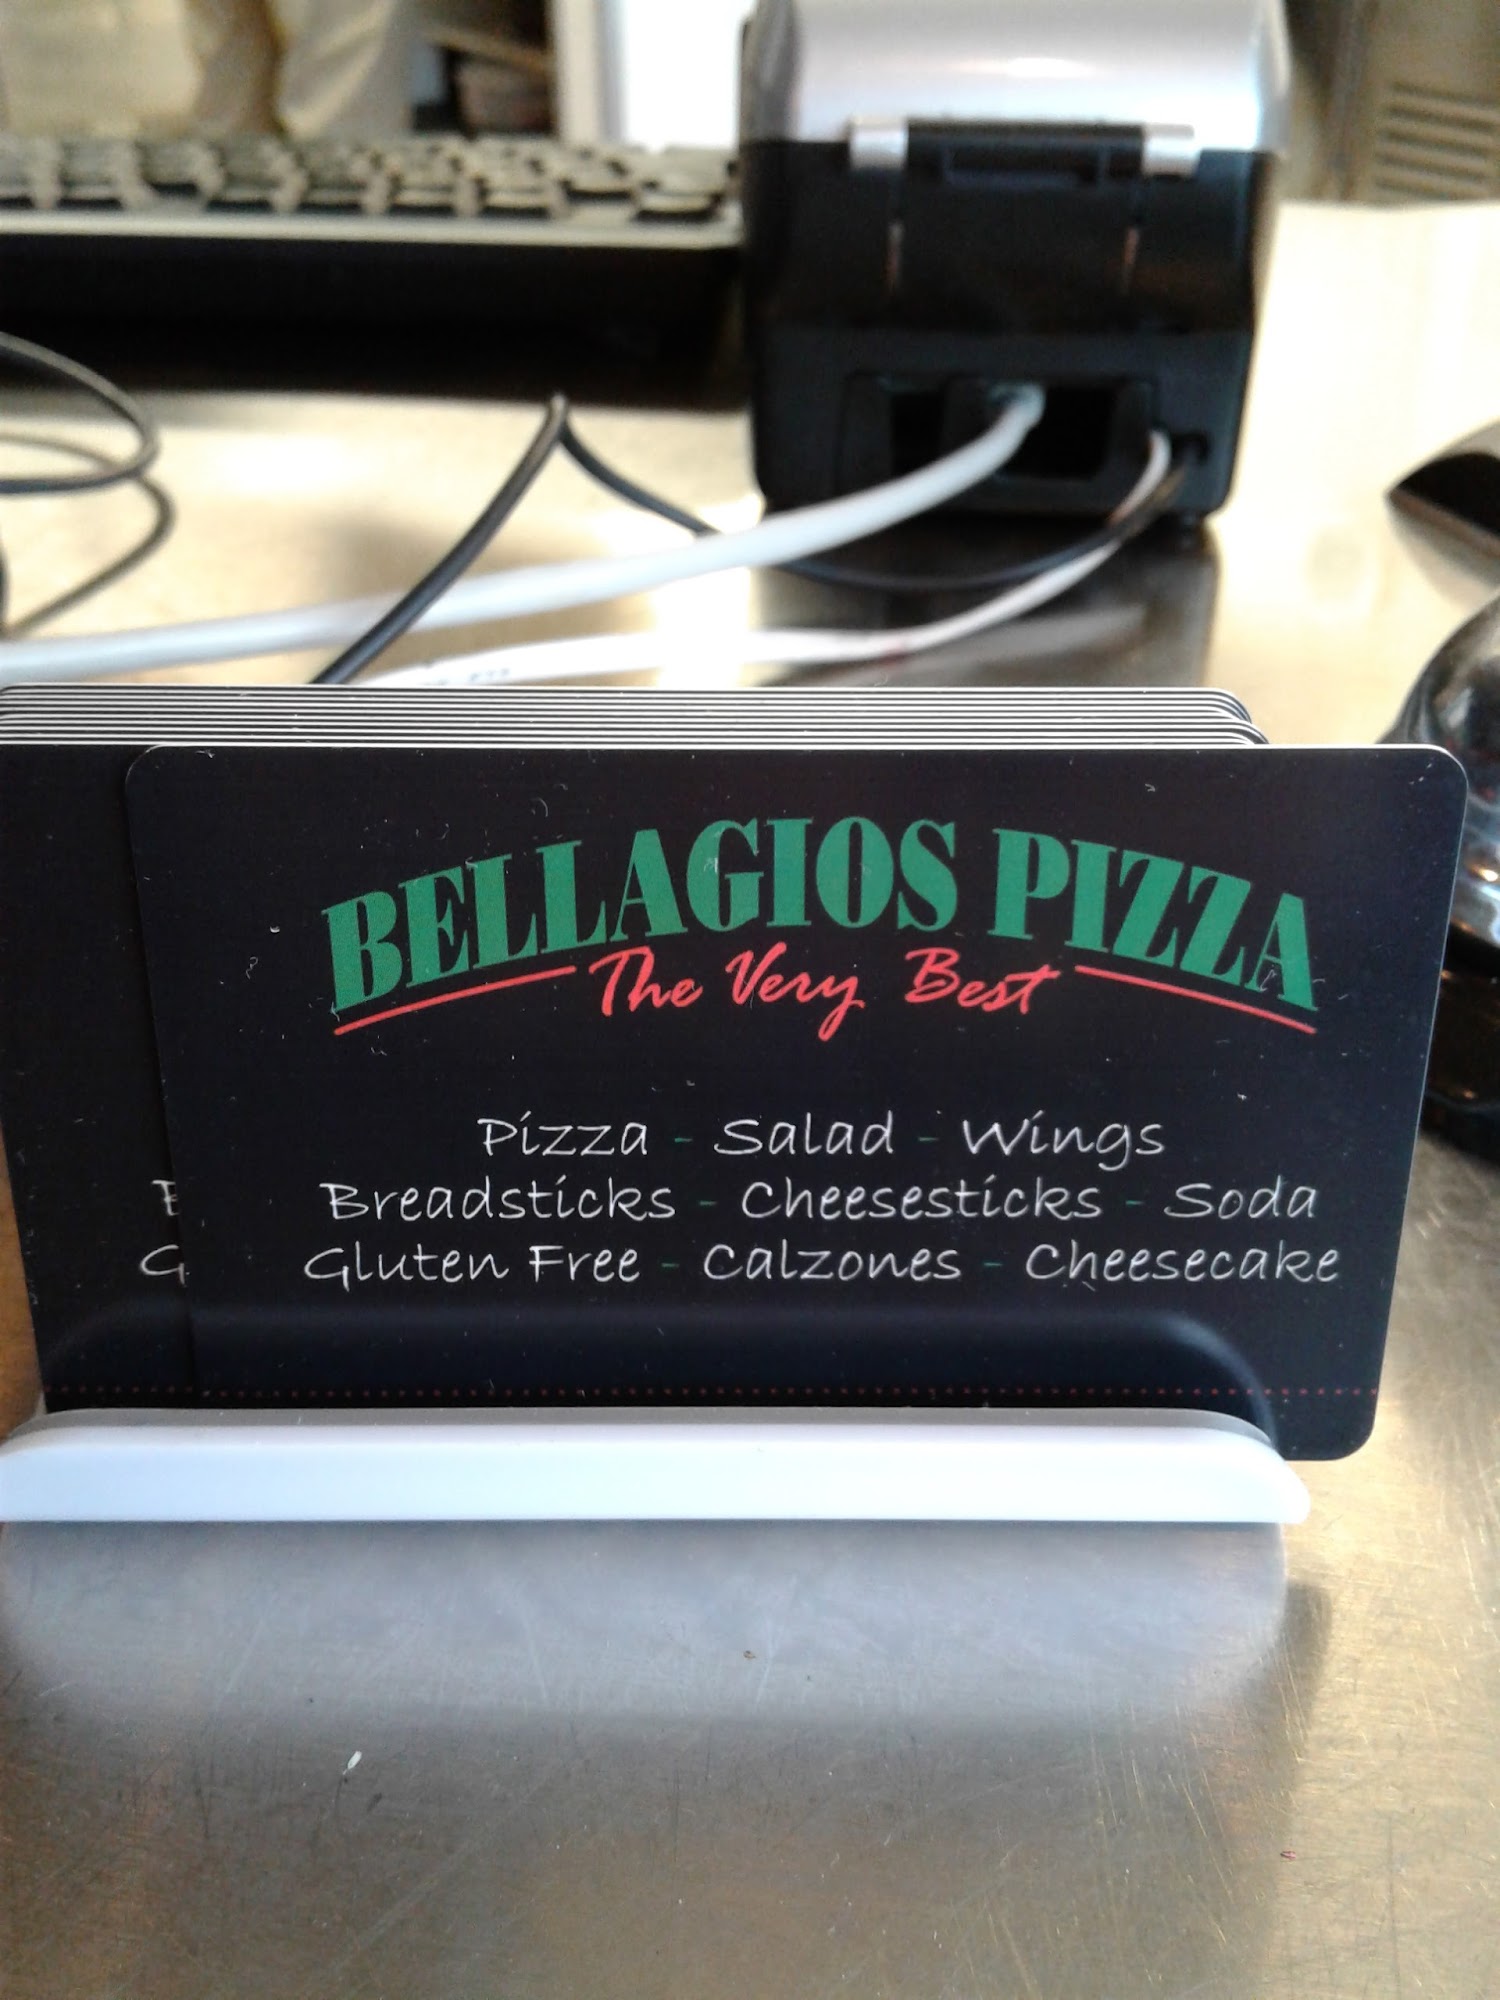 BELLAGIOS PIZZA
The Very Best
Pizza - Salad - Wings
Breadsticks - Cheesesticks - Soda
Gluten Free - Calzones - Cheesecake
B
G